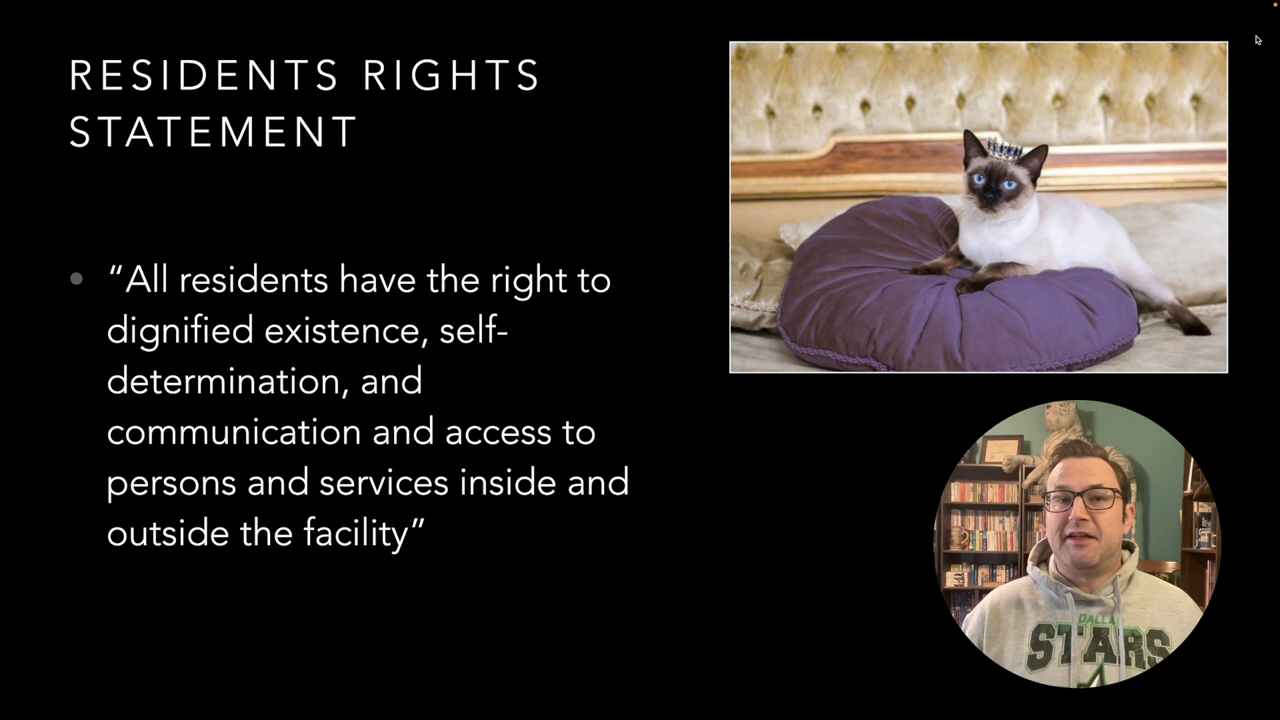 RESIDENTS RIGHTS
STATEMENT
“All residents have the right to
dignified existence, self-
determination, and
communication and access to
persons and services inside and
outside the facility”
STARS